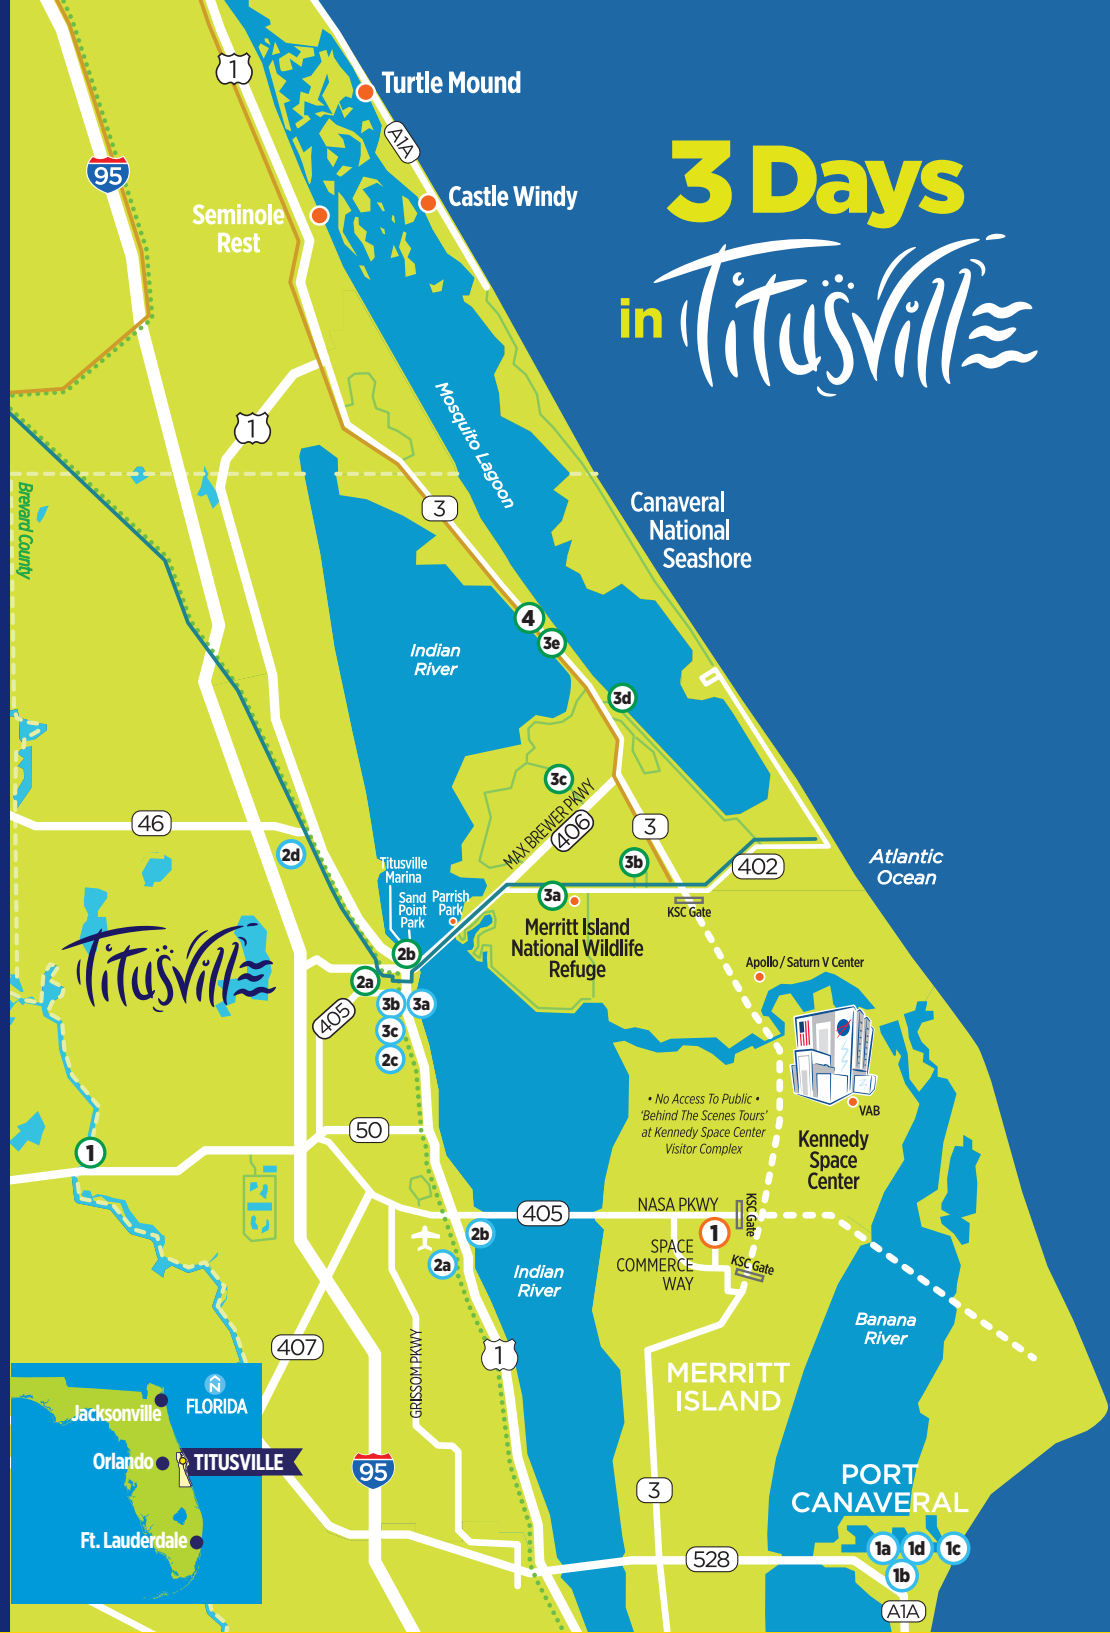 3 Days
in Titusville
1
Turtle Mound
A1A
95
Castle Windy
Seminole
Rest
Mosquito Lagoon
1
Brevard County
3
Canaveral
National
Seashore
4
3e
Indian
River
3d
3c
MAX BREWER PKWY
406
46
3
2d
3b
402
Atlantic
Ocean
Titusville
Marina
Sand
Point
Park
Parrish
Park
3a
KSC Gate
Merritt Island
National Wildlife
Refuge
Titusville
2b
2a
Apollo / Saturn V Center
405
3b
3a
3c
2c
• No Access To Public •
'Behind The Scenes Tours'
at Kennedy Space Center
Visitor Complex
VAB
50
1
Kennedy
Space
Center
405
NASA PKWY
KSC Gate
2b
1
2a
SPACE
COMMERCE
WAY
KSC Gate
Indian
River
Banana
River
407
GRISSOM PKWY
1
MERRITT
ISLAND
N
FLORIDA
Jacksonville
Orlando
TITUSVILLE
Ft. Lauderdale
95
3
PORT
CANAVERAL
528
1a
1d
1c
1b
A1A